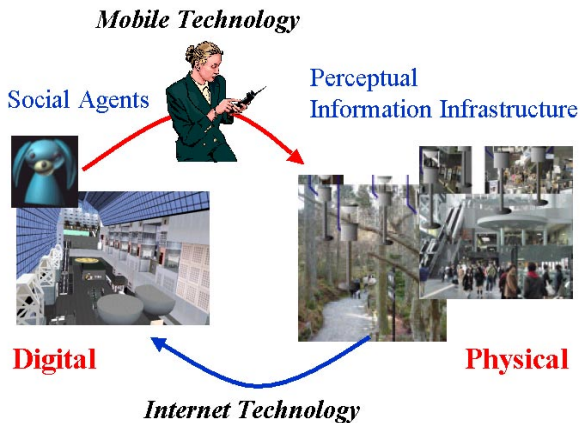 Mobile Technology
Social Agents
Perceptual
Information Infrastructure
Digital
Physical
Internet Technology